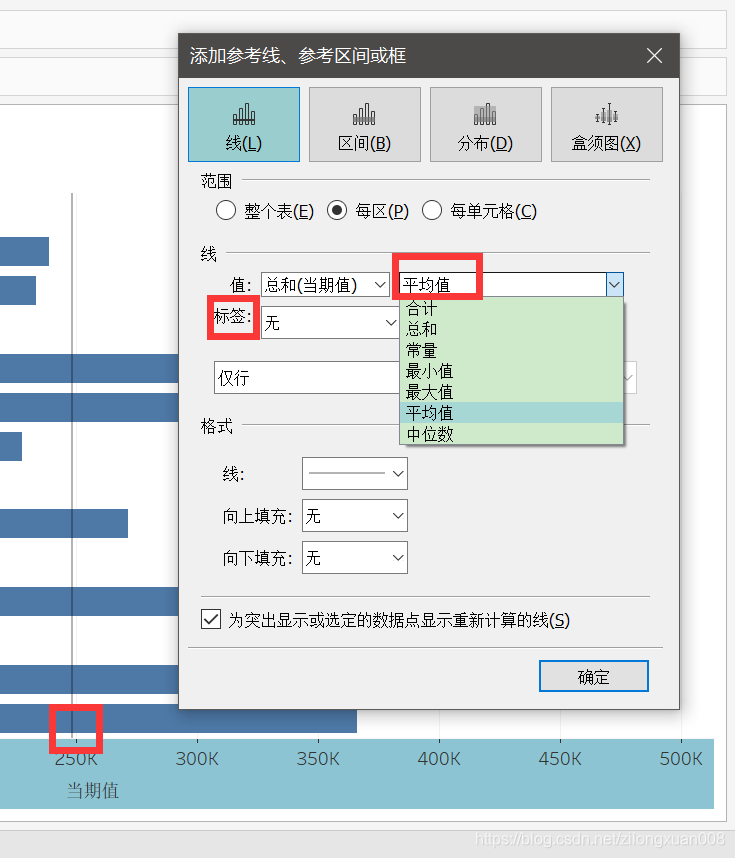 添加参考线、参考区间或框
线(L) 区间(B) 分布(D) 盒须图(X)
范围
整个表(E) 每区(P) 每单元格(C)
线
值: 总和(当期值) 平均值
标签: 无
合计
总和
常量
最小值
最大值
平均值
中位数
仅行
格式
线:
向上填充: 无
向下填充: 无
为突出显示或选定的数据点显示重新计算的线(S)
确定
250K 300K 350K 400K 450K 500K
当期值
https://blog.csdn.net/zilongxuan008